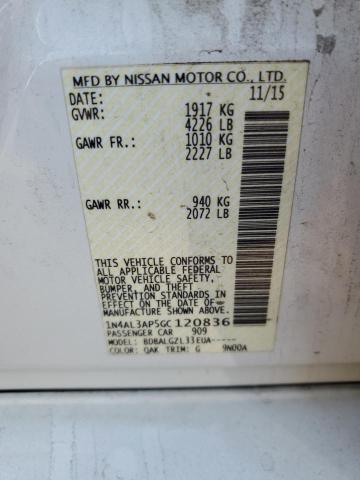 MFD BY NISSAN MOTOR CO., LTD.
DATE: 11/15
GVWR: 1917 KG
4226 LB
GAWR FR.: 1010 KG
2227 LB
GAWR RR.: 940 KG
2072 LB
THIS VEHICLE CONFORMS TO
ALL APPLICABLE FEDERAL
MOTOR VEHICLE SAFETY,
BUMPER, AND THEFT
PREVENTION STANDARDS
IN EFFECT ON THE DATE OF
MANUFACTURE SHOWN ABOVE.
1N4AL3AP5GC120836
PASSENGER CAR 909
MODEL: BDBALGZL33EUA-----
COLOR: QAK TRIM: G 9N00A